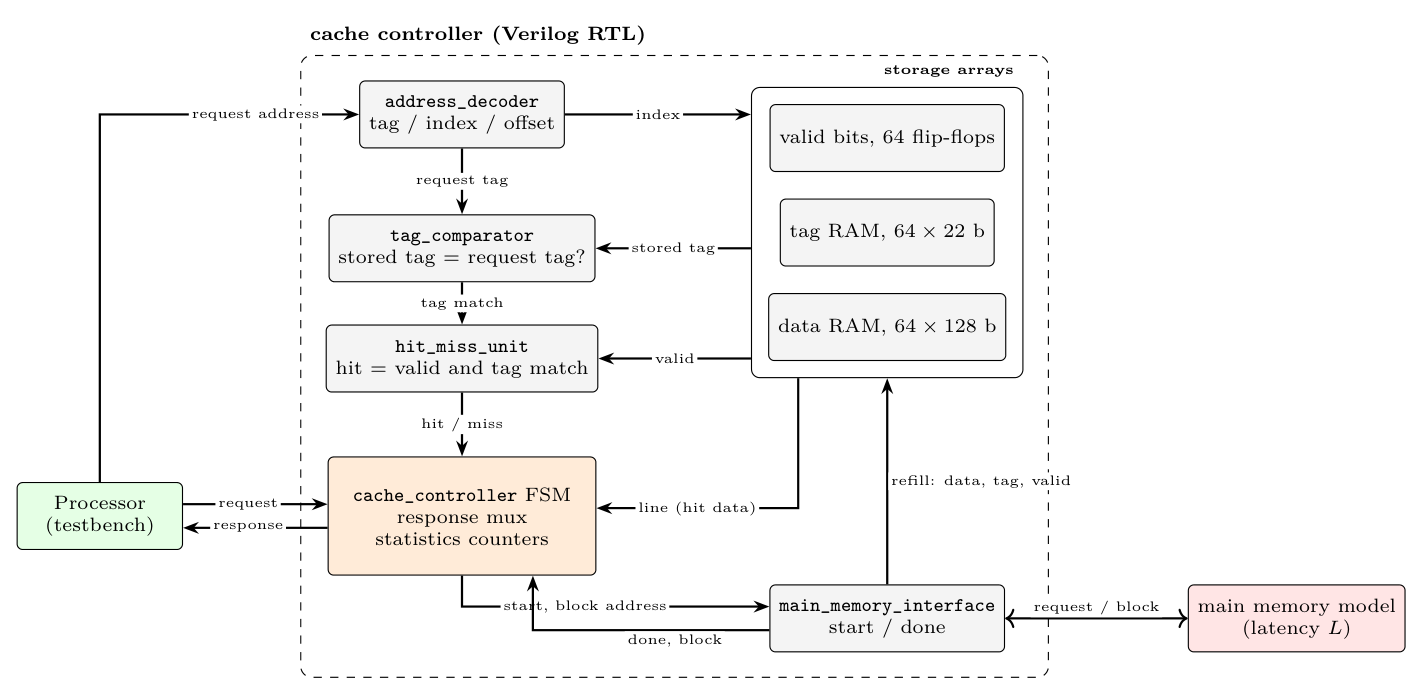 cache controller (Verilog RTL)
storage arrays
address_decoder
tag / index / offset
request address
index
valid bits, 64 flip-flops
request tag
tag_comparator
stored tag = request tag?
stored tag
tag RAM, 64 × 22 b
tag match
data RAM, 64 × 128 b
hit_miss_unit
hit = valid and tag match
valid
hit / miss
refill: data, tag, valid
Processor
(testbench)
request
response
cache_controller FSM
response mux
statistics counters
line (hit data)
start, block address
done, block
main_memory_interface
start / done
request / block
main memory model
(latency L)